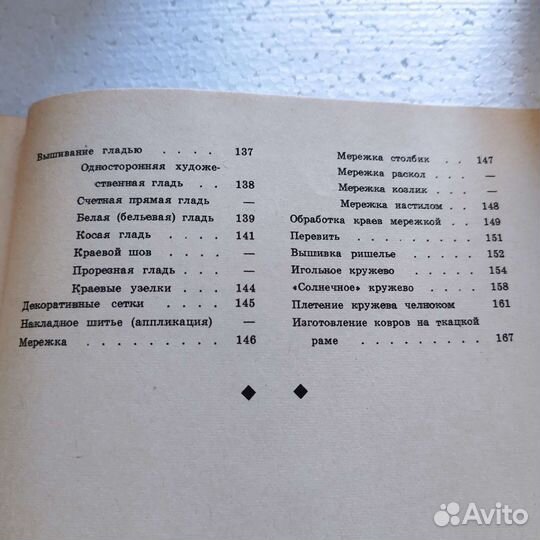 Вышивание гладью . . . . 137
Односторонняя художе-
ственная гладь . . 138
Счетная прямая гладь —
Белая (бельевая) гладь 139
Косая гладь . . . . 141
Краевой шов . . . . —
Прорезная гладь . . . —
Краевые узелки . . . 144
Декоративные сетки . . . . 145
Накладное шитье (аппликация) —
Мережка . . . . . . . . 146
Мережка столбик . . 147
Мережка раскол . . —
Мережка козлик . . —
Мережка настилом . . 148
Обработка краев мережкой . . 149
Перевить . . . . . . . 151
Вышивка ришелье . . . . 152
Игольное кружево . . . . 154
«Солнечное» кружево . . . 158
Плетение кружева челноком 161
Изготовление ковров на ткацкой
раме . . . . . . . . 167
Avito